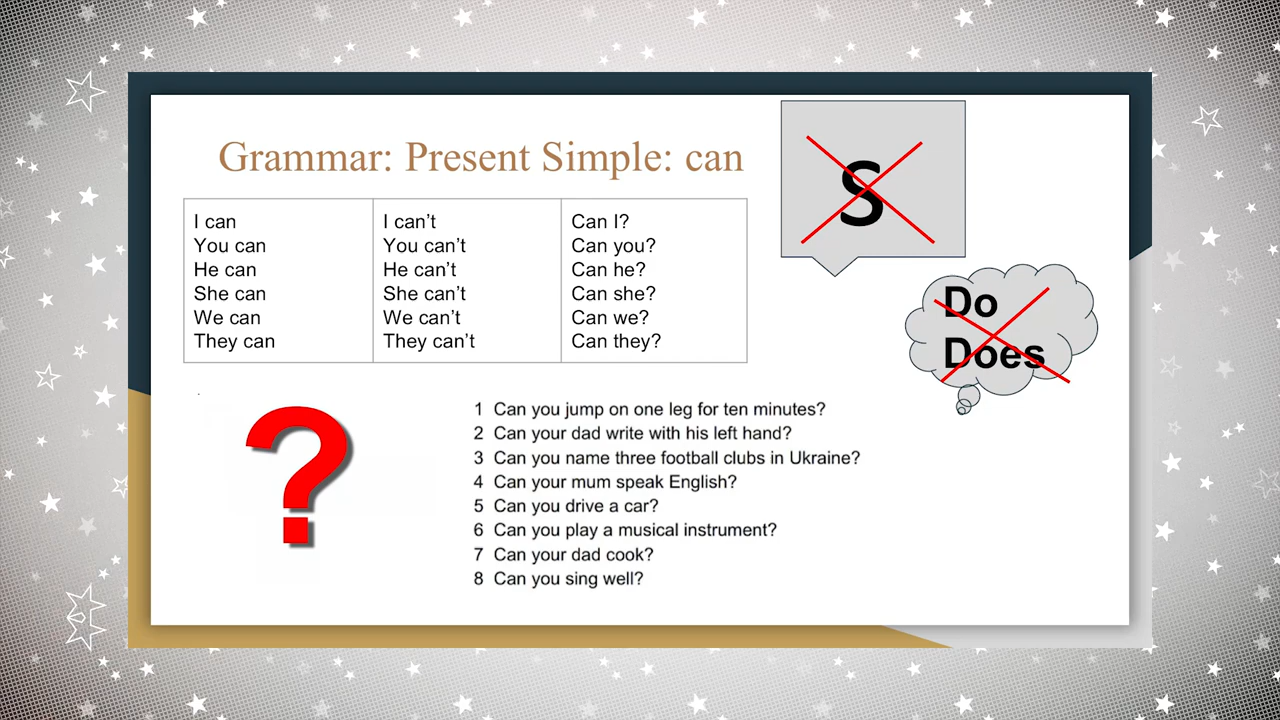 Grammar: Present Simple: can
S
I can
You can
He can
She can
We can
They can
I can’t
You can’t
He can’t
She can’t
We can’t
They can’t
Can I?
Can you?
Can he?
Can she?
Can we?
Can they?
Do
Does
?
1 Can you jump on one leg for ten minutes?
2 Can your dad write with his left hand?
3 Can you name three football clubs in Ukraine?
4 Can your mum speak English?
5 Can you drive a car?
6 Can you play a musical instrument?
7 Can your dad cook?
8 Can you sing well?